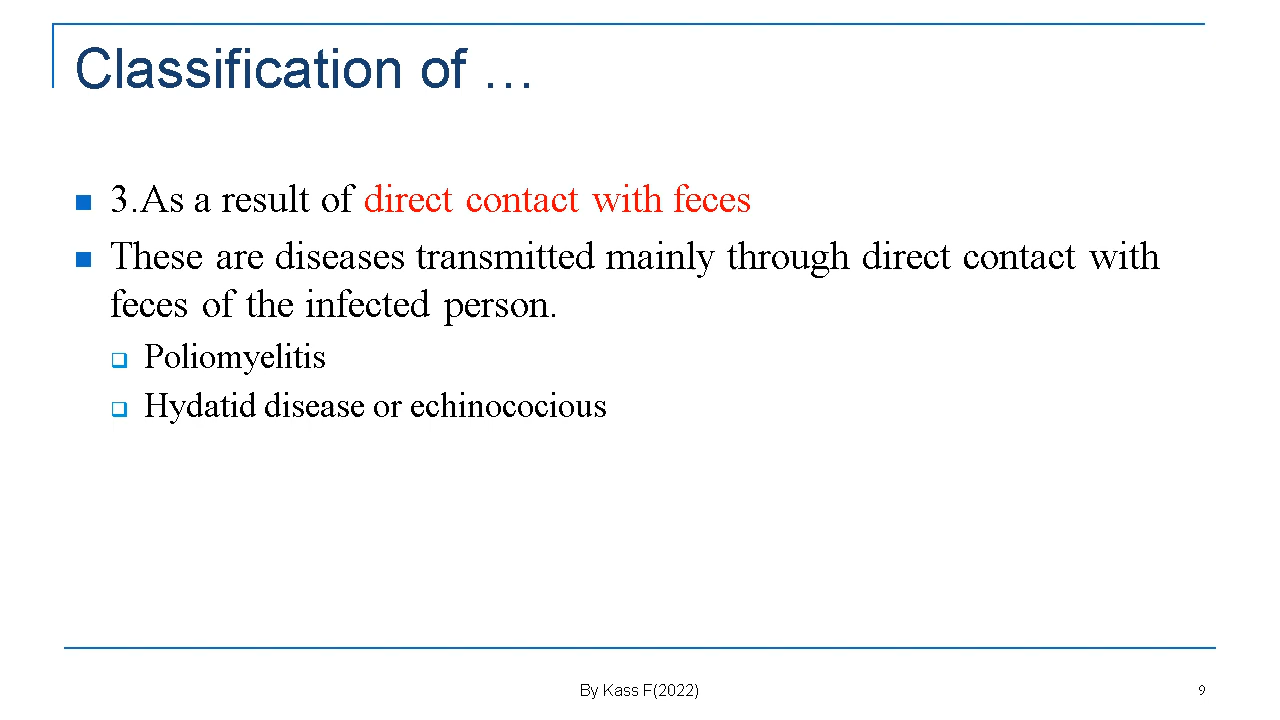 Classification of …
3.As a result of direct contact with feces
These are diseases transmitted mainly through direct contact with
feces of the infected person.
Poliomyelitis
Hydatid disease or echinococious
By Kass F(2022)
9